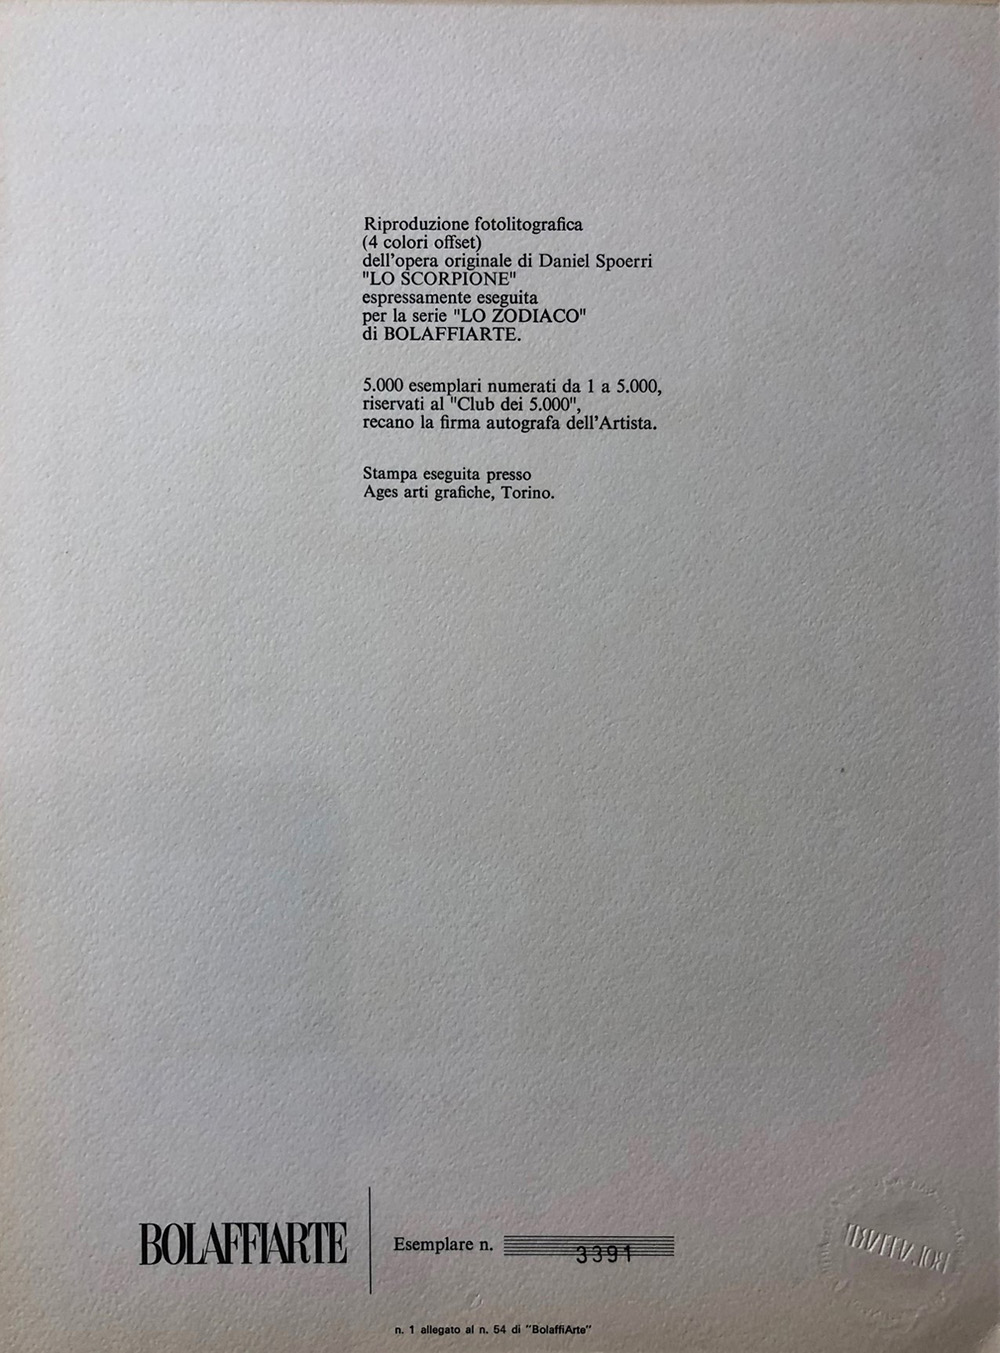 Riproduzione fotolitografica
(4 colori offset)
dell'opera originale di Daniel Spoerri
"LO SCORPIONE"
espressamente eseguita
per la serie "LO ZODIACO"
di BOLAFFIARTE.
5.000 esemplari numerati da 1 a 5.000,
riservati al "Club dei 5.000",
recano la firma autografa dell'Artista.
Stampa eseguita presso
Ages arti grafiche, Torino.
BOLAFFIARTE
Esemplare n. 3391
BOLAFFIARTE
n. 1 allegato al n. 54 di "BolaffiArte"